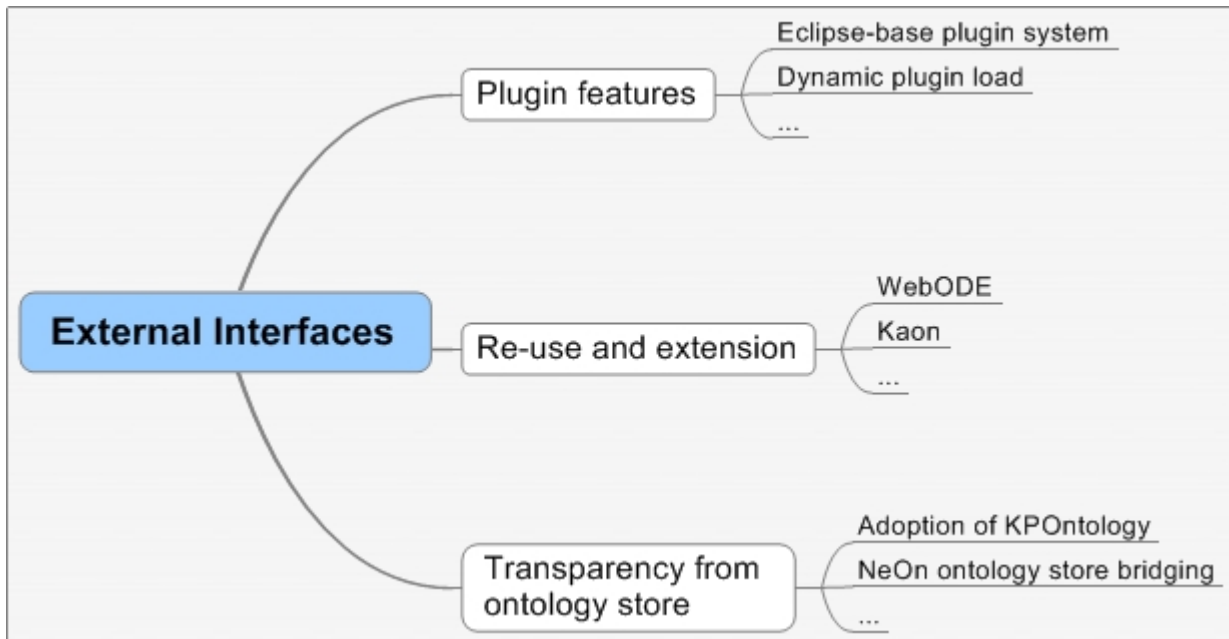 External Interfaces
Plugin features
Eclipse-base plugin system
Dynamic plugin load
...
Re-use and extension
WebODE
Kaon
...
Transparency from
ontology store
Adoption of KPOntology
NeOn ontology store bridging
...